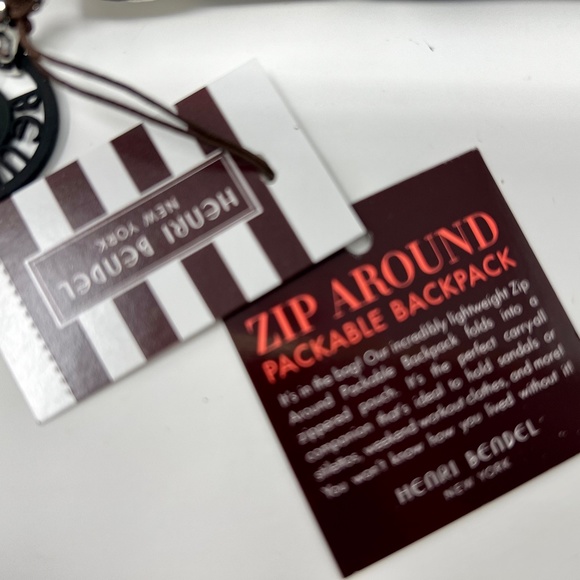 HENRI BENDEL
NEW YORK
ZIP AROUND
PACKABLE BACKPACK
It's in the bag! Our incredibly lightweight Zip
Around Packable Backpack folds into a
zippered pouch. It's the perfect carry-all
companion that's ideal to hold sandals or
stilettos, weekend workout clothes, and more!
You won't know how you lived without it!
HENRI BENDEL
NEW YORK